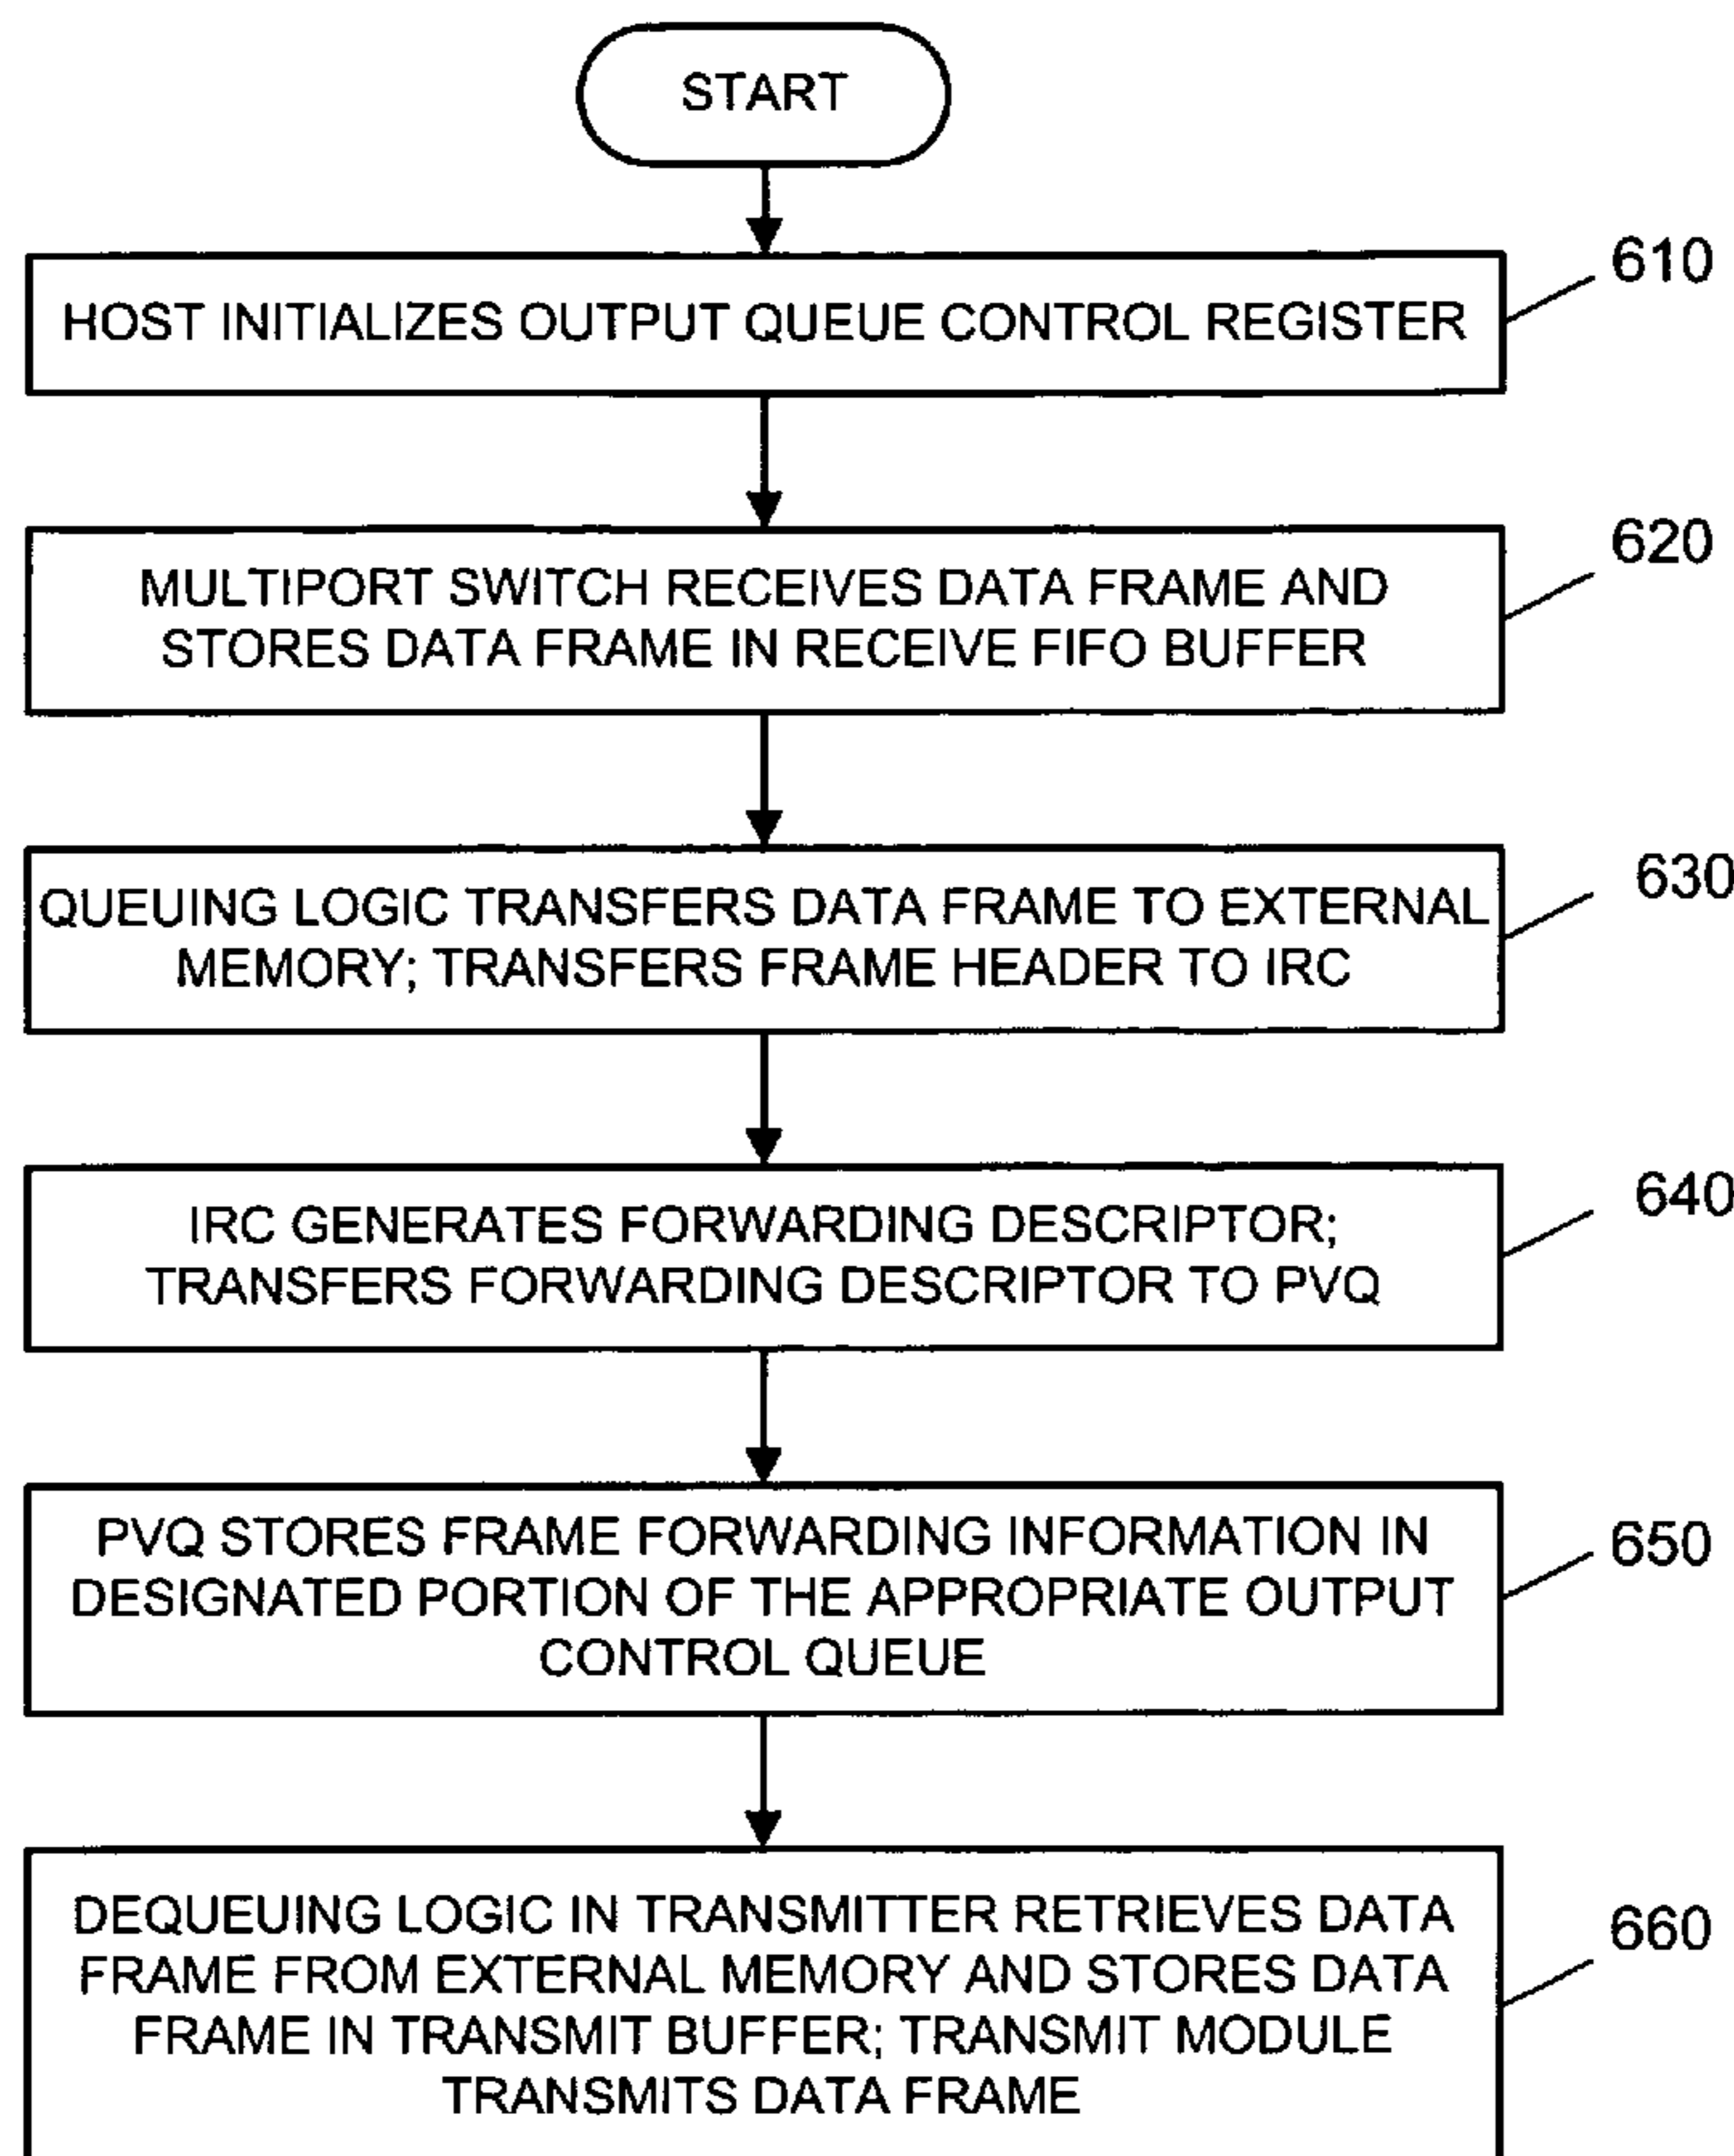 START
HOST INITIALIZES OUTPUT QUEUE CONTROL REGISTER
610
MULTIPORT SWITCH RECEIVES DATA FRAME AND
STORES DATA FRAME IN RECEIVE FIFO BUFFER
620
QUEUING LOGIC TRANSFERS DATA FRAME TO EXTERNAL
MEMORY; TRANSFERS FRAME HEADER TO IRC
630
IRC GENERATES FORWARDING DESCRIPTOR;
TRANSFERS FORWARDING DESCRIPTOR TO PVQ
640
PVQ STORES FRAME FORWARDING INFORMATION IN
DESIGNATED PORTION OF THE APPROPRIATE OUTPUT
CONTROL QUEUE
650
DEQUEUING LOGIC IN TRANSMITTER RETRIEVES DATA
FRAME FROM EXTERNAL MEMORY AND STORES DATA
FRAME IN TRANSMIT BUFFER; TRANSMIT MODULE
TRANSMITS DATA FRAME
660